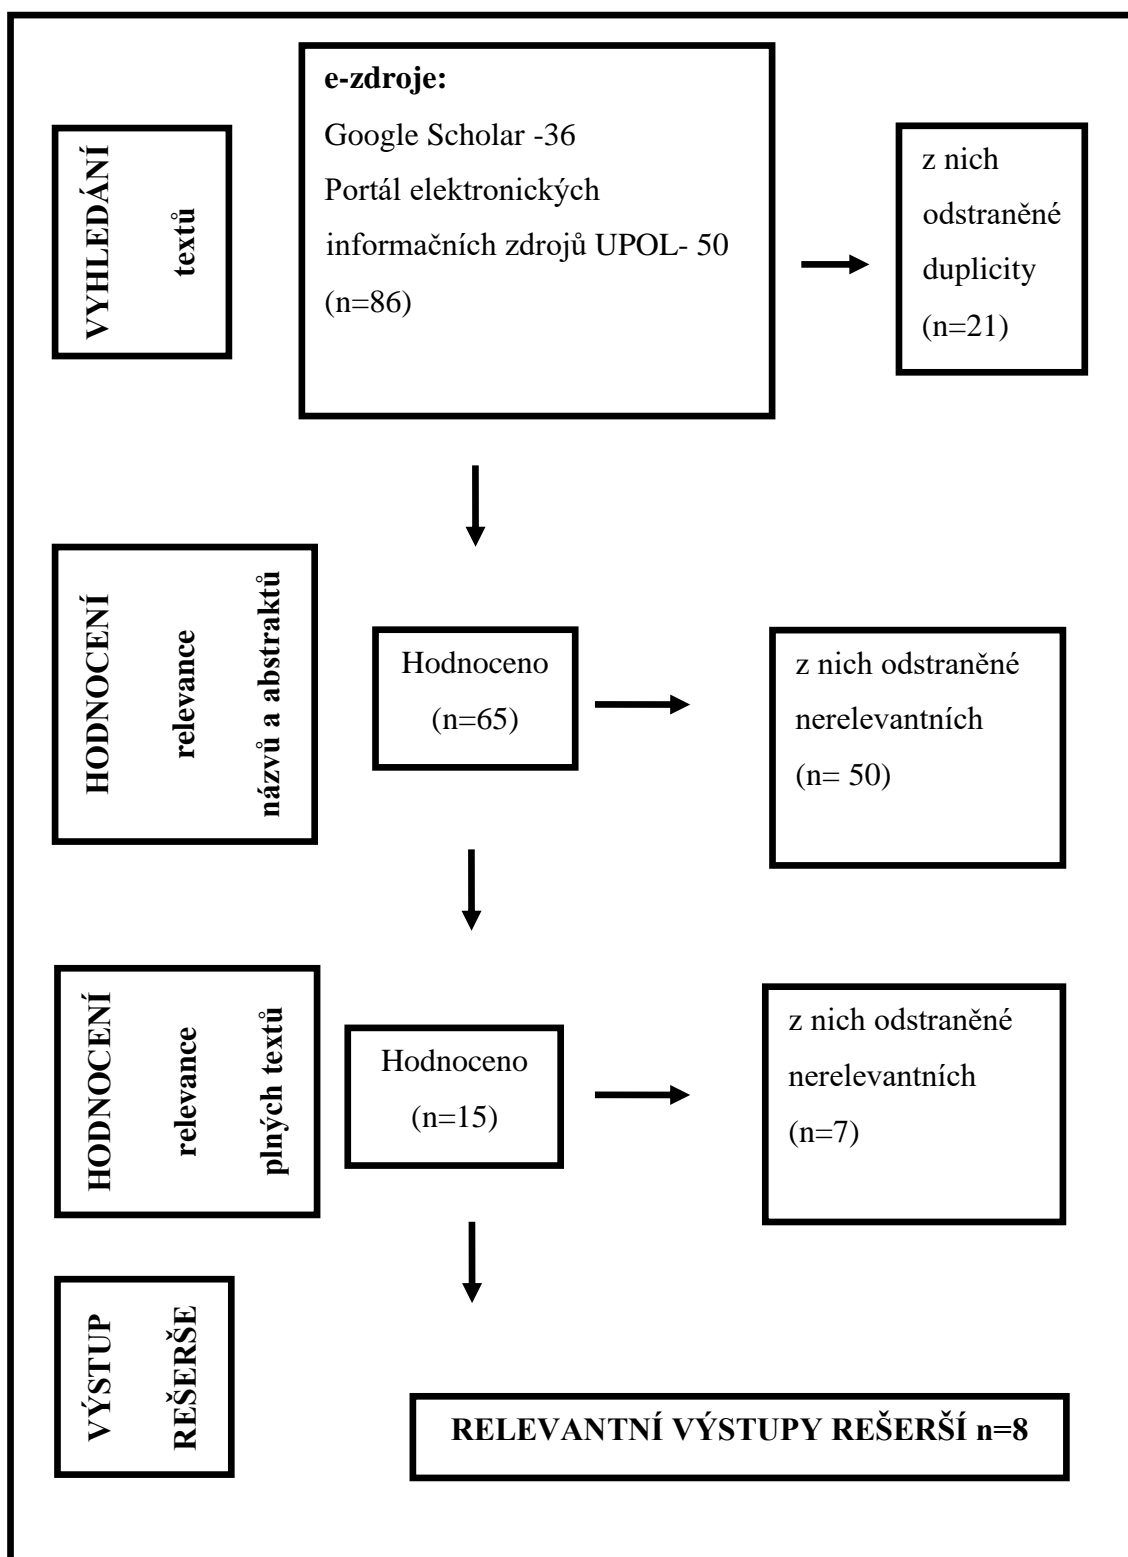 VYHLEDÁNÍ
textů
e-zdroje:
Google Scholar -36
Portál elektronických
informačních zdrojů UPOL- 50
(n=86)
z nich
odstraněné
duplicity
(n=21)
HODNOCENÍ
relevance
názvů a abstraktů
Hodnoceno
(n=65)
z nich odstraněné
nerelevantních
(n= 50)
HODNOCENÍ
relevance
plných textů
Hodnoceno
(n=15)
z nich odstraněné
nerelevantních
(n=7)
VÝSTUP
REŠERŠE
RELEVANTNÍ VÝSTUPY REŠERŠÍ n=8